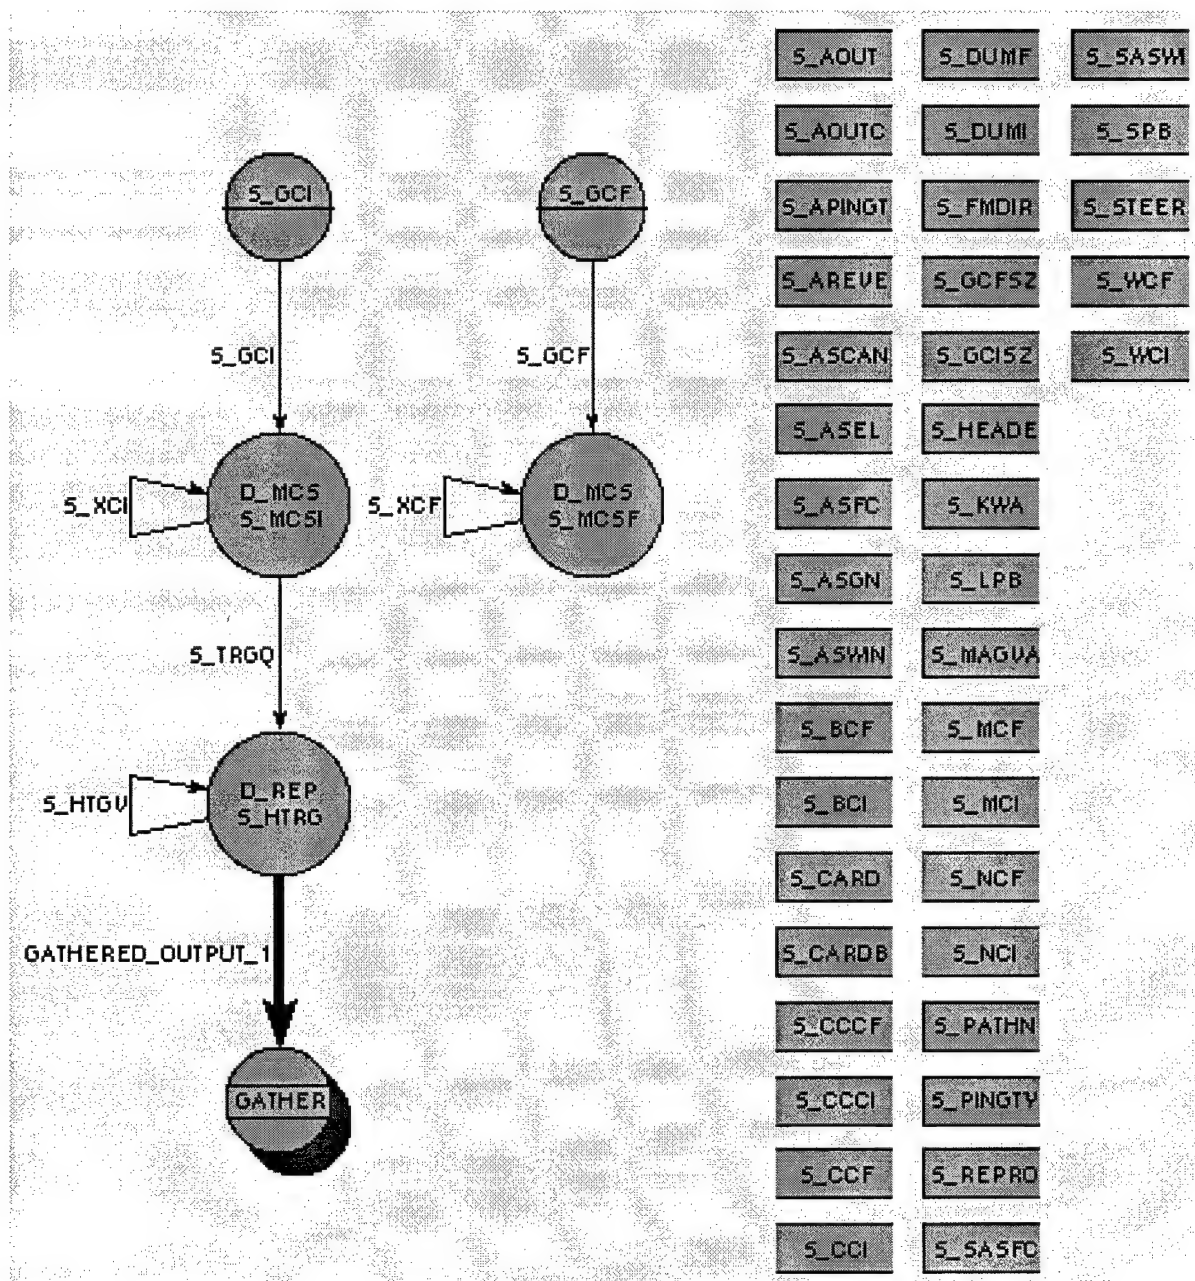 S_GCI
S_GCF
S_GCI
S_GCF
S_XCI
D_MCS
S_MCSI
S_XCF
D_MCS
S_MCSF
S_TRGQ
S_HTGV
D_REP
S_HTRG
GATHERED_OUTPUT_1
GATHER
S_AOUT S_DUMF S_SASWI
S_AOUTC S_DUMI S_SPB
S_APINGT S_FMDIR S_STEER
S_AREVE S_GCFSZ S_WCF
S_ASCAN S_GCISZ S_WCI
S_ASEL S_HEADE
S_ASFC S_KWA
S_ASGN S_LPB
S_ASWIN S_MAGVA
S_BCF S_MCF
S_BCI S_MCI
S_CARD S_NCF
S_CARDB S_NCI
S_CCCF S_PATHN
S_CCCI S_PINGTV
S_CCF S_REPRO
S_CCI S_SASFC